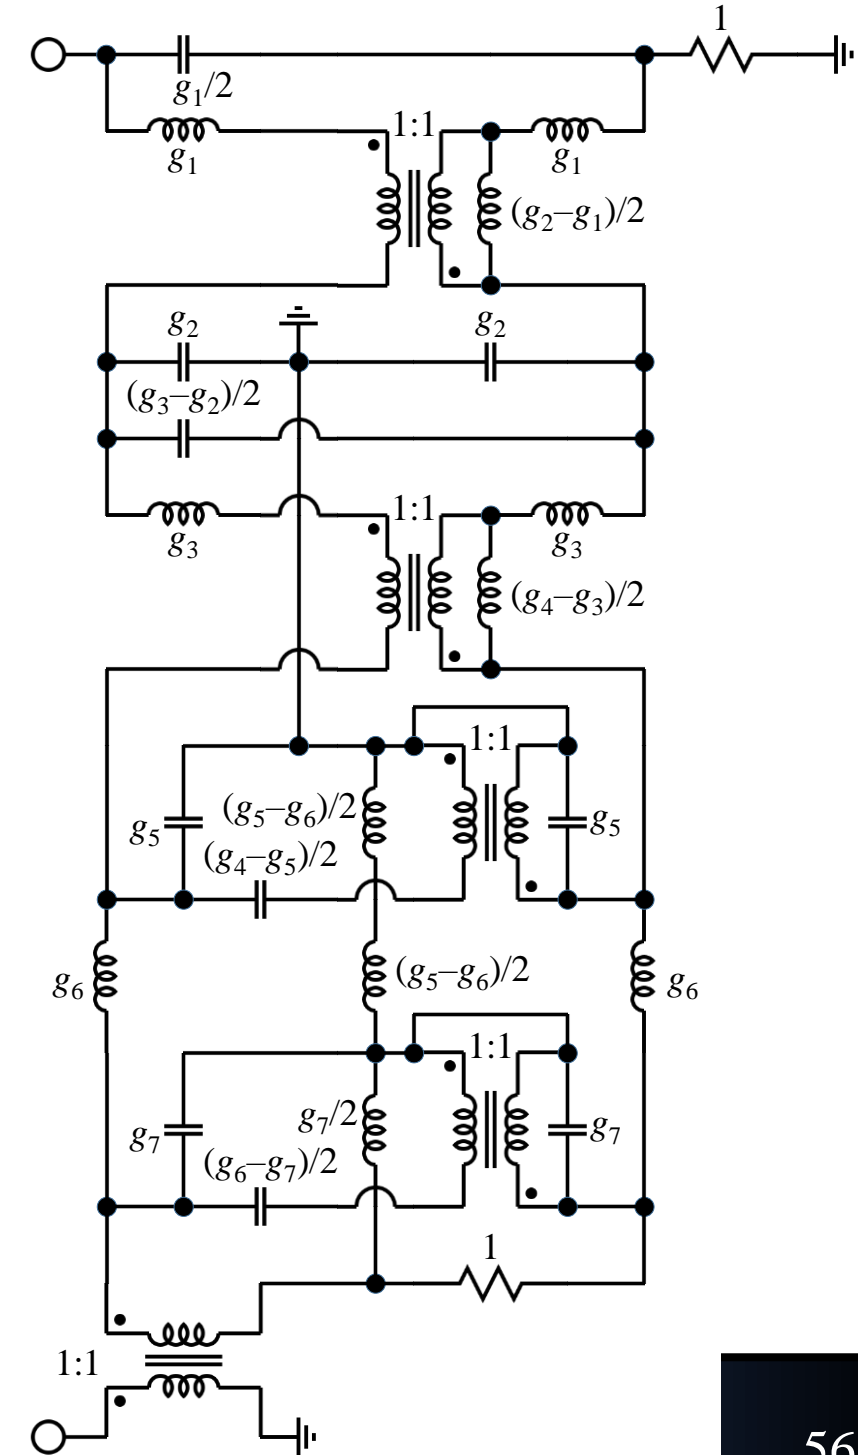 1
g₁/2
1:1
g₁
g₁
(g₂–g₁)/2
g₂
g₂
(g₃–g₂)/2
1:1
g₃
g₃
(g₄–g₃)/2
1:1
(g₅–g₆)/2
g₅
g₅
(g₄–g₅)/2
g₆
(g₅–g₆)/2
g₆
1:1
g₇/2
g₇
g₇
(g₆–g₇)/2
1
1:1
56